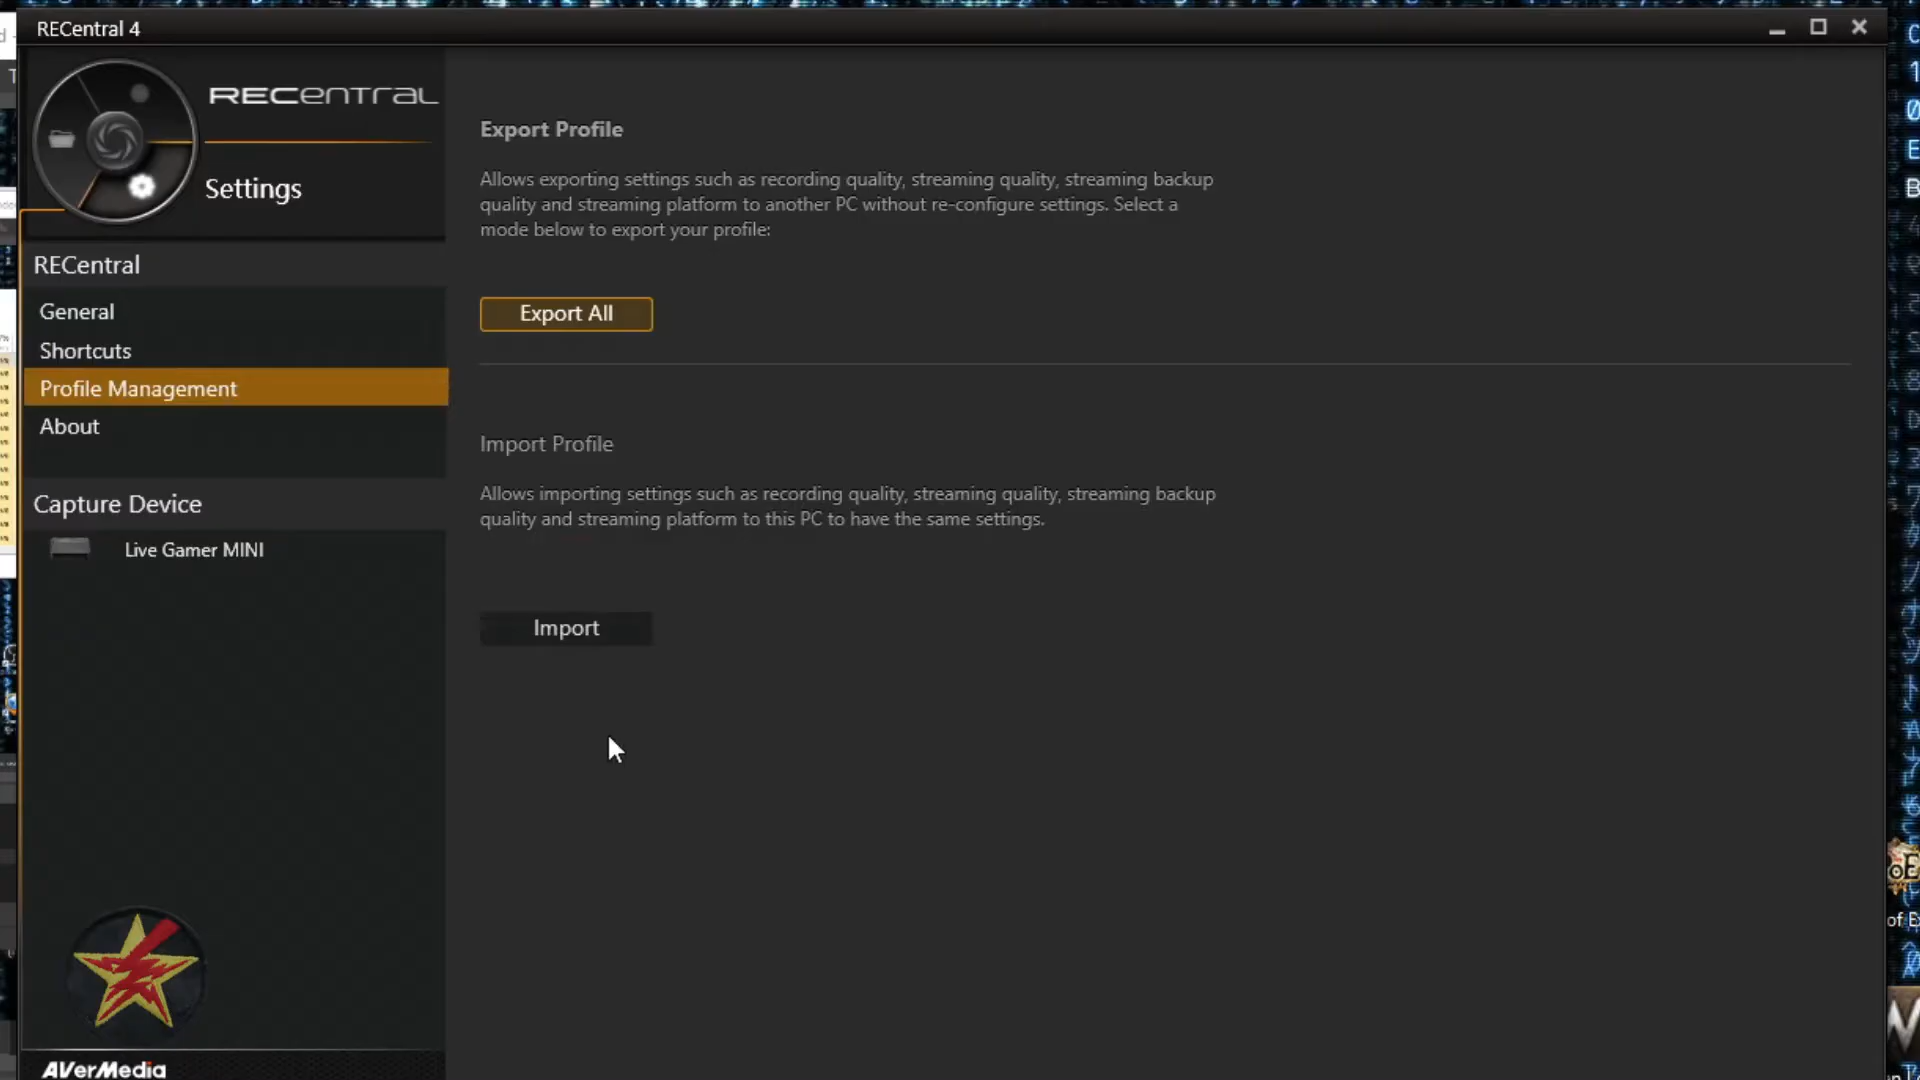 RECentral 4
RECentral
Settings
RECentral
General
Shortcuts
Profile Management
About
Capture Device
Live Gamer MINI
AVerMedia
Export Profile
Allows exporting settings such as recording quality, streaming quality, streaming backup
quality and streaming platform to another PC without re-configure settings. Select a
mode below to export your profile:
Export All
Import Profile
Allows importing settings such as recording quality, streaming quality, streaming backup
quality and streaming platform to this PC to have the same settings.
Import